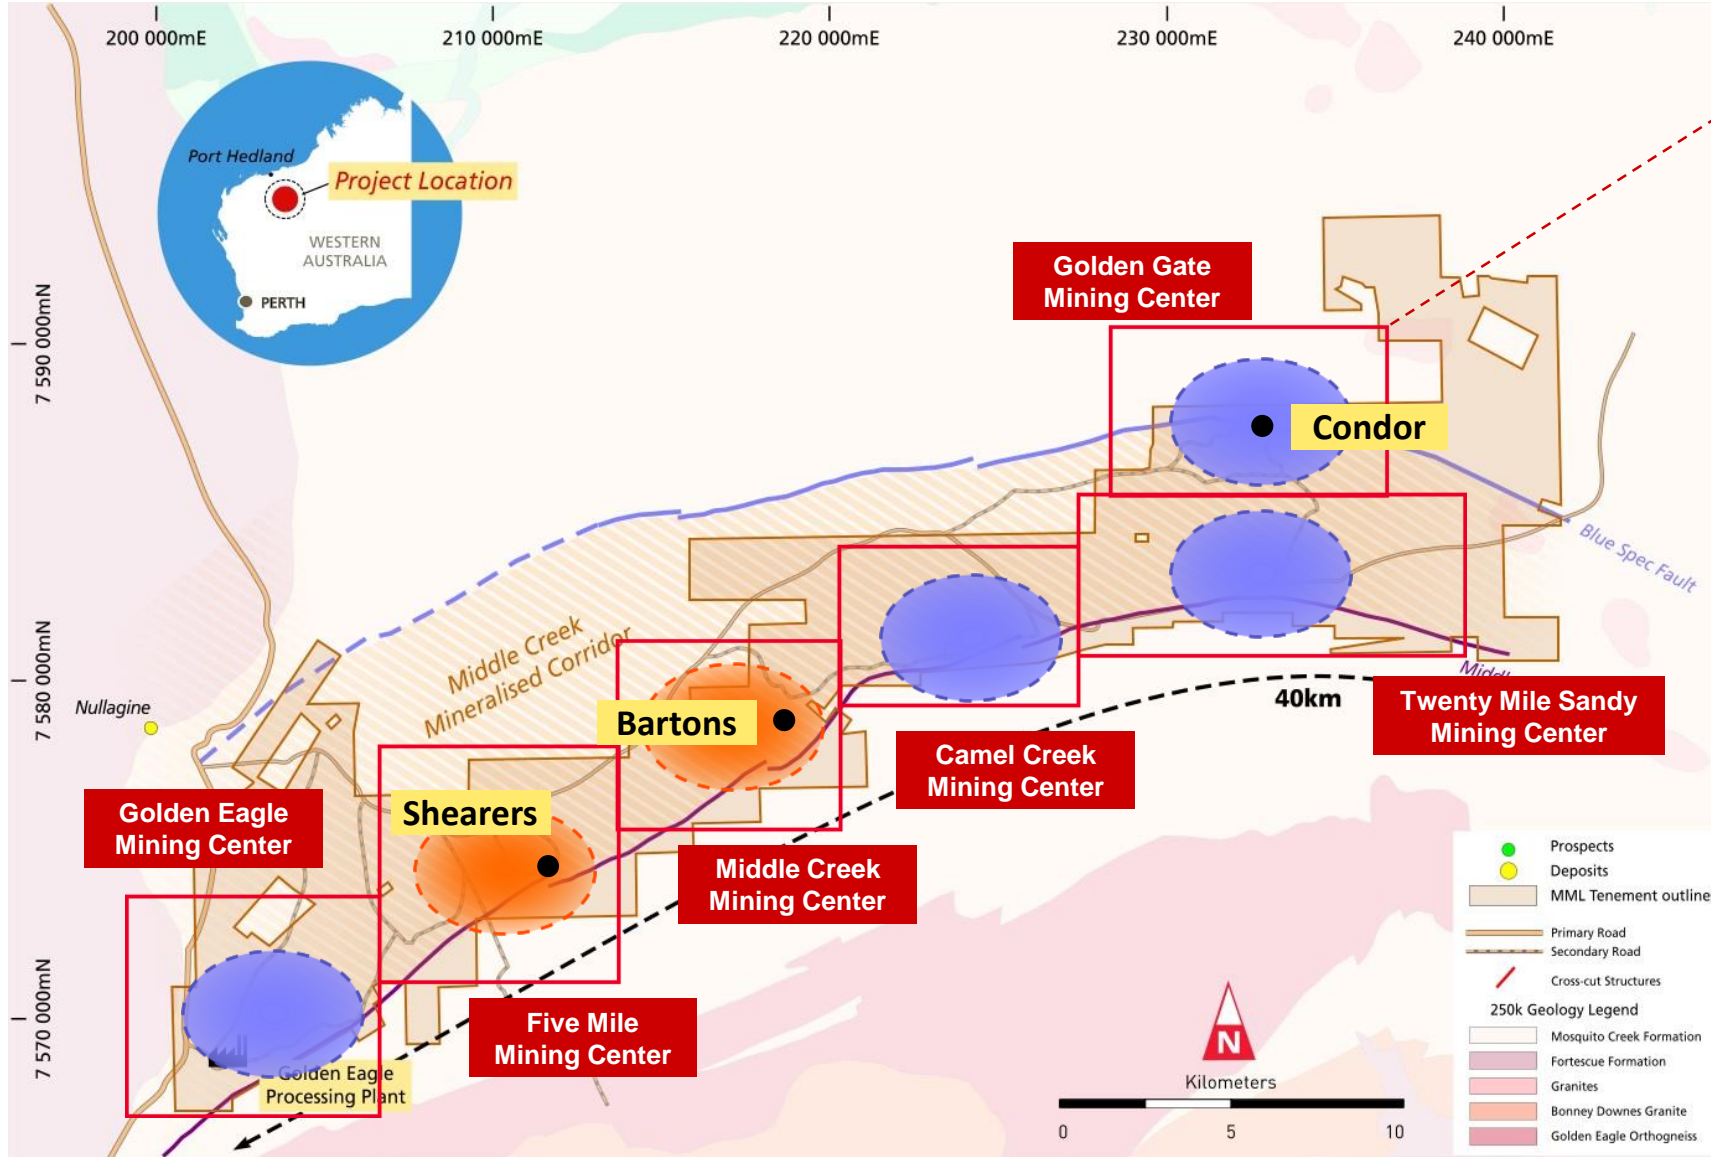 200 000mE
210 000mE
220 000mE
230 000mE
240 000mE
7 590 000mN
7 580 000mN
7 570 000mN
Port Hedland
Project Location
WESTERN
AUSTRALIA
PERTH
Golden Gate
Mining Center
Condor
Blue Spec Fault
Middle Creek
Mineralised Corridor
Nullagine
Bartons
40km
Twenty Mile Sandy
Mining Center
Camel Creek
Mining Center
Shearers
Golden Eagle
Mining Center
Middle Creek
Mining Center
Five Mile
Mining Center
Golden Eagle
Processing Plant
N
Kilometers
0
5
10
Prospects
Deposits
MML Tenement outline
Primary Road
Secondary Road
Cross-cut Structures
250k Geology Legend
Mosquito Creek Formation
Fortescue Formation
Granites
Bonney Downes Granite
Golden Eagle Orthogneiss